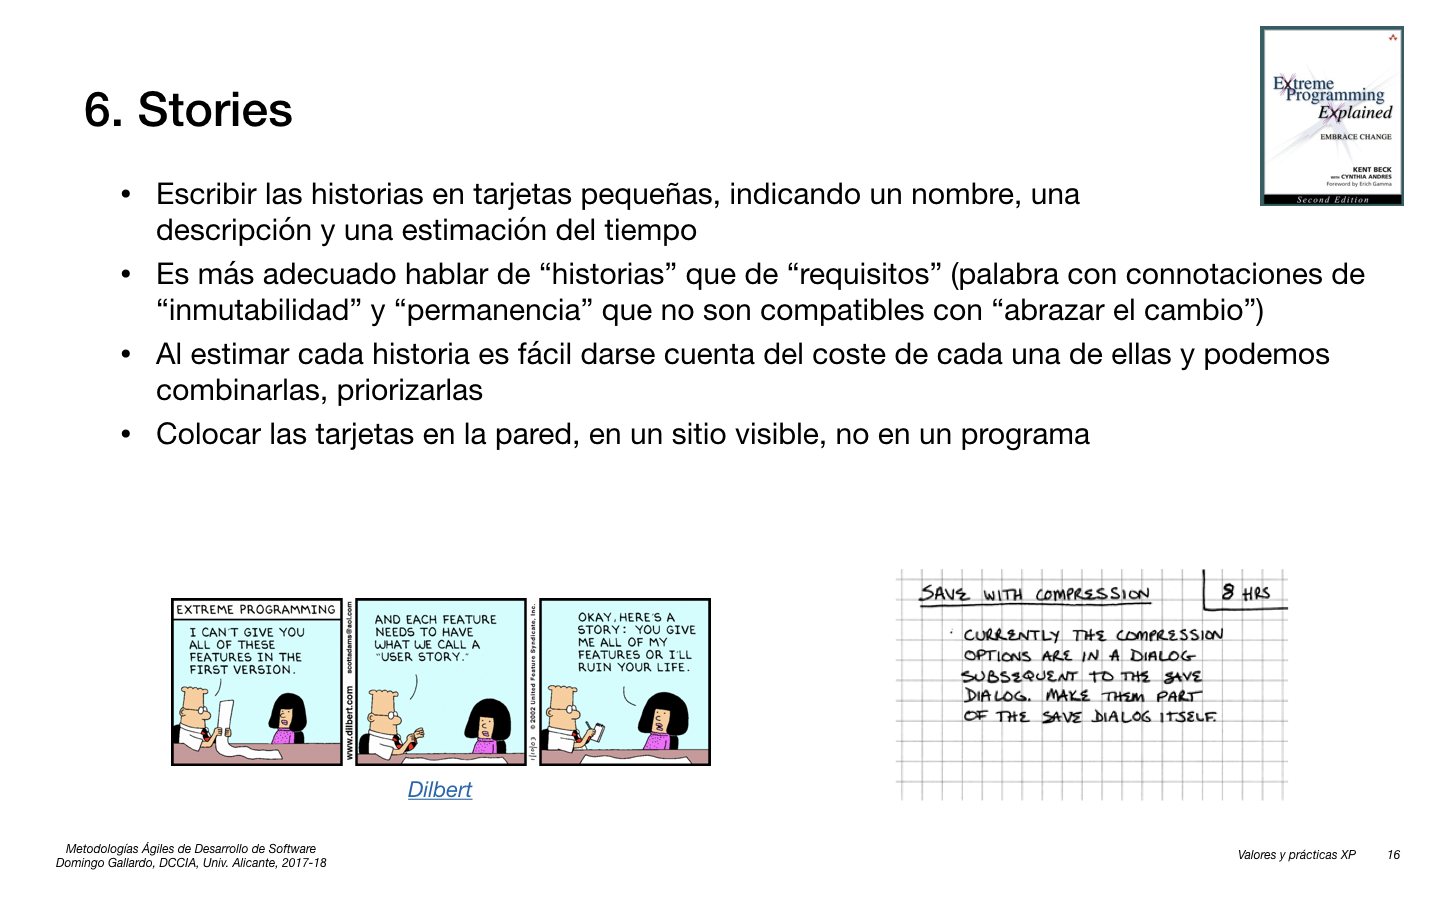 Extreme
Programming
Explained
EMBRACE CHANGE
KENT BECK
WITH CYNTHIA ANDRES
Foreword by Erich Gamma
Second Edition
6. Stories
• Escribir las historias en tarjetas pequeñas, indicando un nombre, una
descripción y una estimación del tiempo
• Es más adecuado hablar de “historias” que de “requisitos” (palabra con connotaciones de
“inmutabilidad” y “permanencia” que no son compatibles con “abrazar el cambio”)
• Al estimar cada historia es fácil darse cuenta del coste de cada una de ellas y podemos
combinarlas, priorizarlas
• Colocar las tarjetas en la pared, en un sitio visible, no en un programa
EXTREME PROGRAMMING
I CAN'T GIVE YOU
ALL OF THESE
FEATURES IN THE
FIRST VERSION.
www.dilbert.com scottadams@aol.com
AND EACH FEATURE
NEEDS TO HAVE
WHAT WE CALL A
"USER STORY."
© 2002 United Feature Syndicate, Inc.
OKAY, HERE'S A
STORY: YOU GIVE
ME ALL OF MY
FEATURES OR I'LL
RUIN YOUR LIFE.
Dilbert
SAVE WITH COMPRESSION
8 HRS
CURRENTLY THE COMPRESSION
OPTIONS ARE IN A DIALOG
SUBSEQUENT TO THE SAVE
DIALOG. MAKE THEM PART
OF THE SAVE DIALOG ITSELF.
Metodologías Ágiles de Desarrollo de Software
Domingo Gallardo, DCCIA, Univ. Alicante, 2017-18
Valores y prácticas XP 16